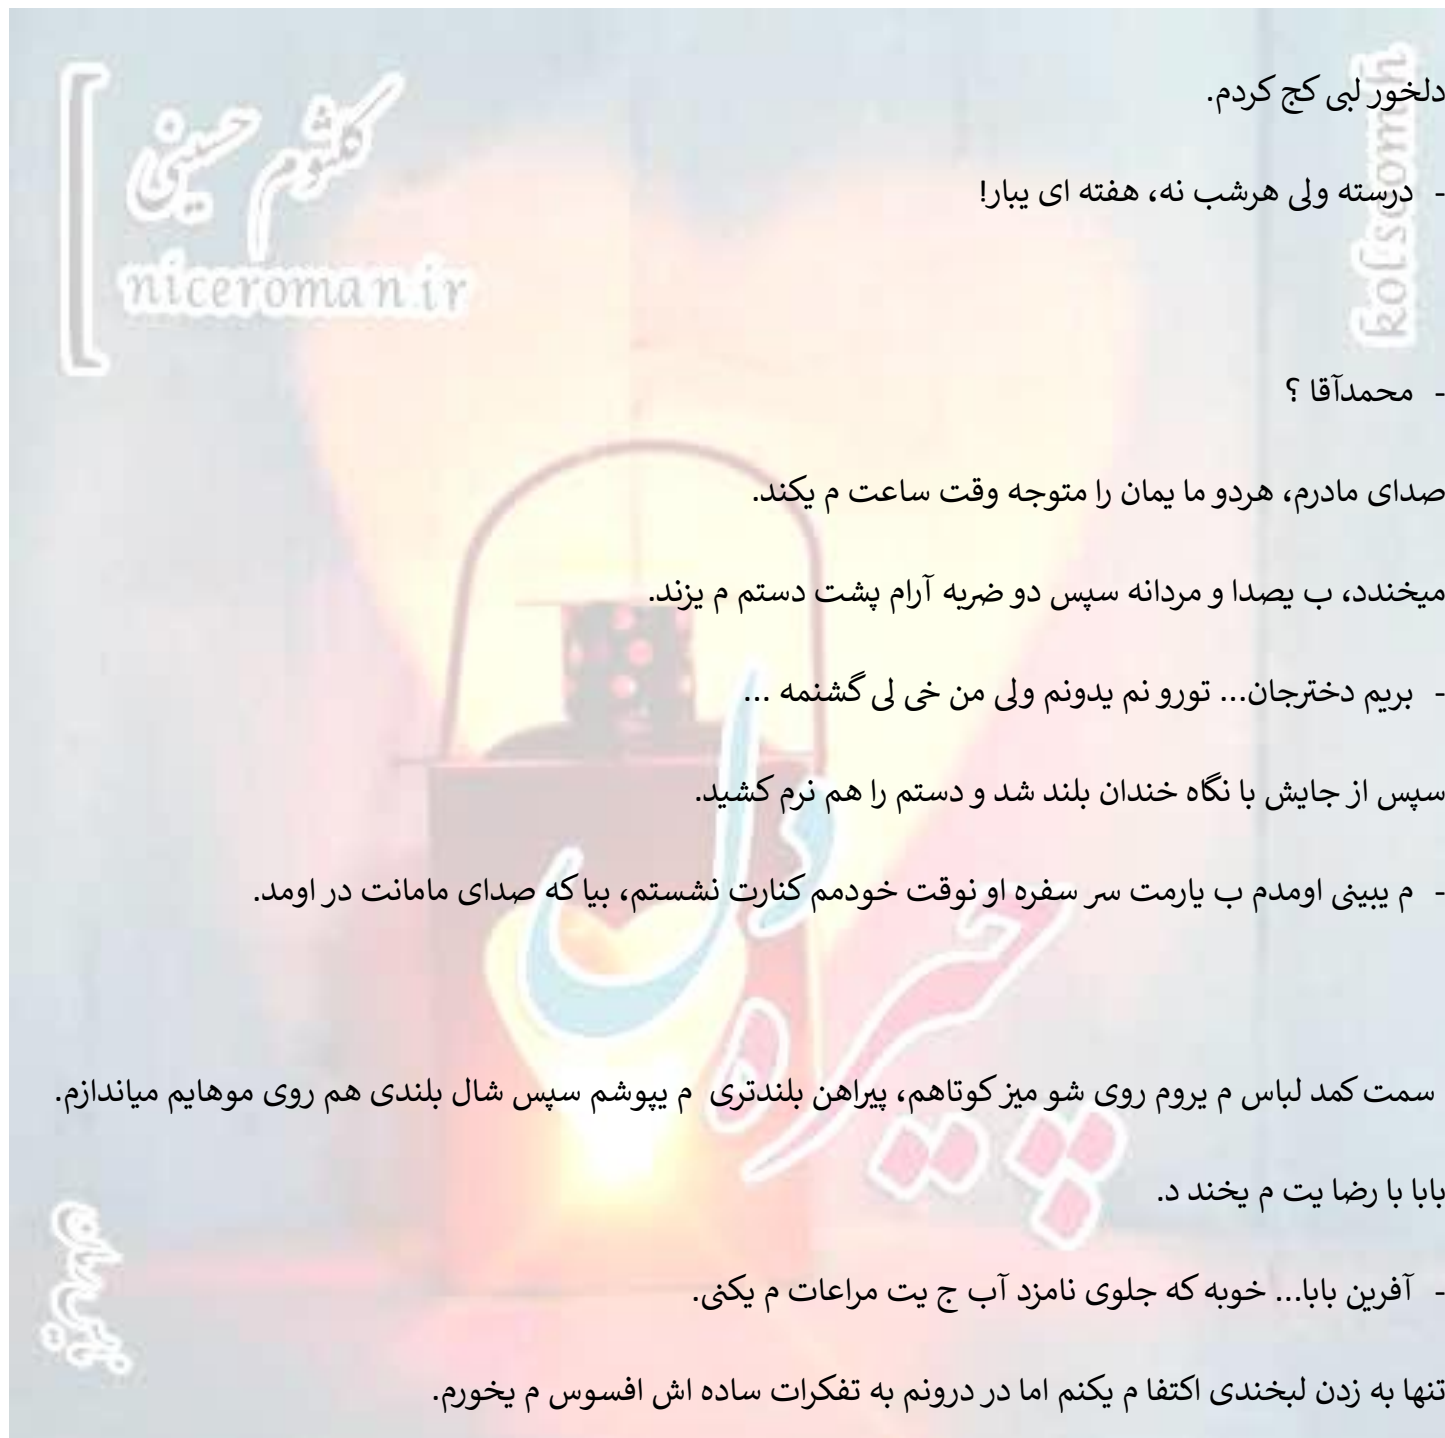 کلثوم حسینی
niceroman.ir
kolsoomh
دلخور لبی کج کردم.
- درسته ولی هرشب نه، هفته ای یبار!
- محمدآقا ؟
صدای مادرم، هردو ما یمان را متوجه وقت ساعت م یکند.
میخندد، ب یصدا و مردانه سپس دو ضربه آرام پشت دستم م یزند.
- بریم دخترجان... تورو نم یدونم ولی من خی لی گشنمه ...
سپس از جایش با نگاه خندان بلند شد و دستم را هم نرم کشید.
- م یبینی اومدم ب یارمت سر سفره او نوقت خودمم کنارت نشستم، بیا که صدای مامانت در اومد.
چیره دل
سمت کمد لباس م یروم روی شو میز کوتاهم، پیراهن بلندتری م یپوشم سپس شال بلندی هم روی موهایم میاندازم.
بابا با رضا یت م یخند د.
- آفرین بابا... خوبه که جلوی نامزد آب ج یت مراعات م یکنی.
تنها به زدن لبخندی اکتفا م یکنم اما در درونم به تفکرات ساده اش افسوس م یخورم.